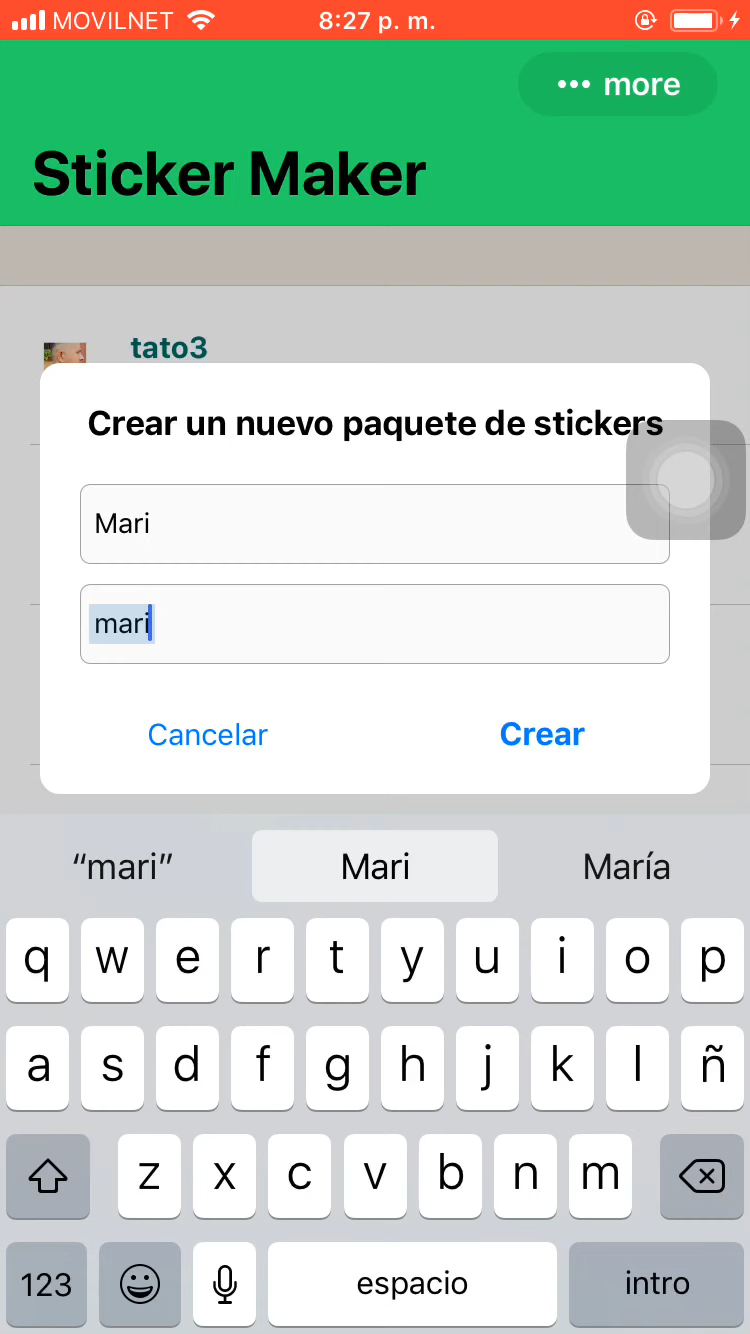 MOVILNET 8:27 p. m.
••• more
Sticker Maker
tato3
Crear un nuevo paquete de stickers
Mari
mari
Cancelar Crear
“mari” Mari María
q w e r t y u i o p
a s d f g h j k l ñ
z x c v b n m
123 espacio intro